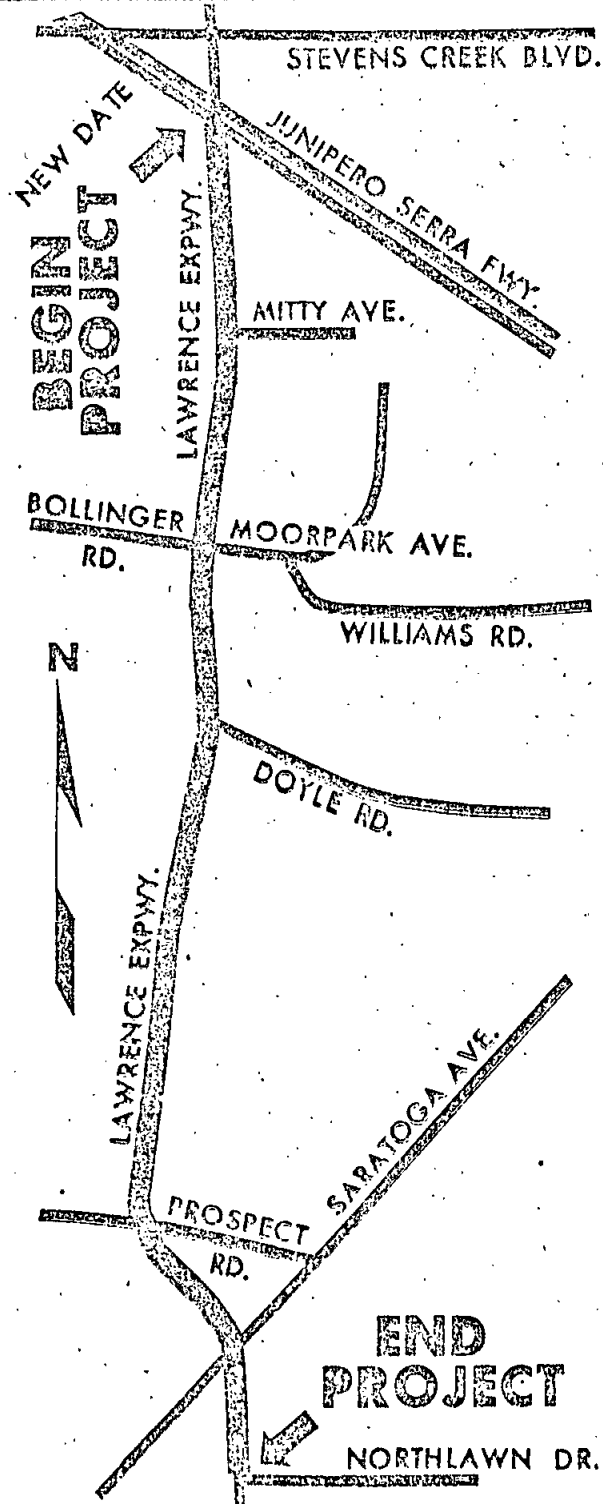 STEVENS CREEK BLVD.
NEW DATE
JUNIPERO SERRA FWY.
BEGIN
PROJECT
LAWRENCE EXPWY.
MITTY AVE.
BOLLINGER
RD.
MOORPARK AVE.
WILLIAMS RD.
N
DOYLE RD.
LAWRENCE EXPWY.
SARATOGA AVE.
PROSPECT
RD.
END
PROJECT
NORTHLAWN DR.